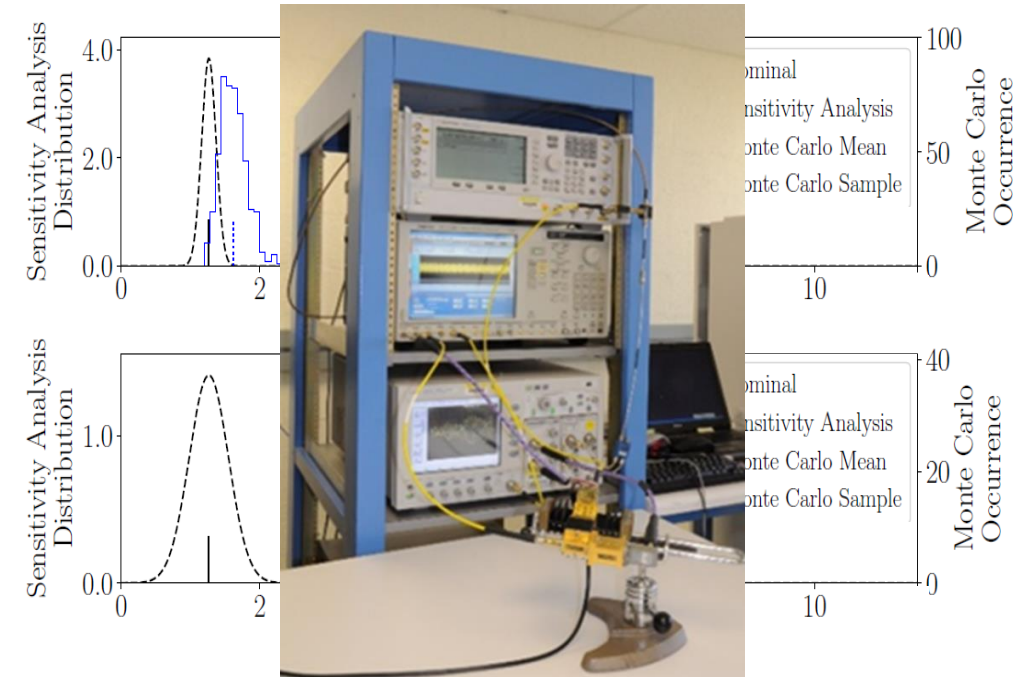 Sensitivity Analysis
Distribution
4.0
2.0
0.0
0
2
10
100
50
0
Monte Carlo
Occurrence
ominal
nsitivity Analysis
onte Carlo Mean
onte Carlo Sample
Sensitivity Analysis
Distribution
1.0
0.0
0
2
10
40
20
0
Monte Carlo
Occurrence
ominal
nsitivity Analysis
onte Carlo Mean
onte Carlo Sample